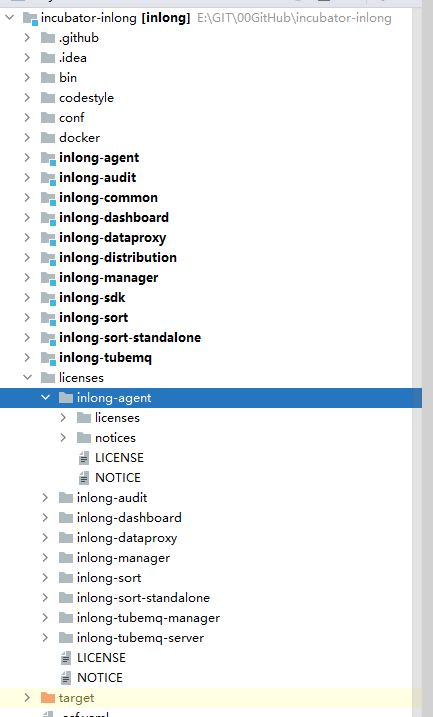 incubator-inlong [inlong] E:\GIT\00GitHub\incubator-inlong
.github
.idea
bin
codestyle
conf
docker
inlong-agent
inlong-audit
inlong-common
inlong-dashboard
inlong-dataproxy
inlong-distribution
inlong-manager
inlong-sdk
inlong-sort
inlong-sort-standalone
inlong-tubemq
licenses
inlong-agent
licenses
notices
LICENSE
NOTICE
inlong-audit
inlong-dashboard
inlong-dataproxy
inlong-manager
inlong-sort
inlong-sort-standalone
inlong-tubemq-manager
inlong-tubemq-server
LICENSE
NOTICE
target